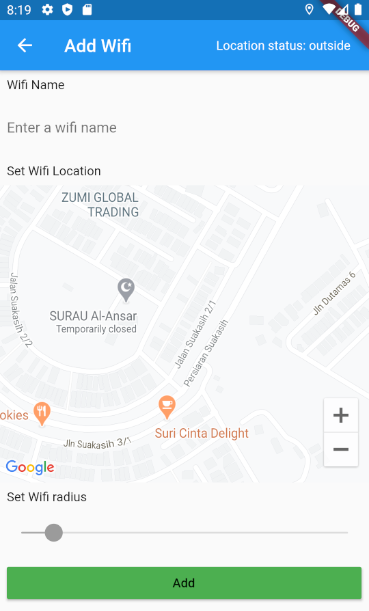 8:19
DEBUG
Add Wifi
Location status: outside
Wifi Name
Enter a wifi name
Set Wifi Location
ZUMI GLOBAL
TRADING
SURAU Al-Ansar
Temporarily closed
Jalan Suakasih 2/2
Jalan Suakasih 2/1
Persiaran Suakasih
Jln Dutamas 6
ookies
Suri Cinta Delight
Jln Suakasih 3/1
+
−
Google
Set Wifi radius
Add